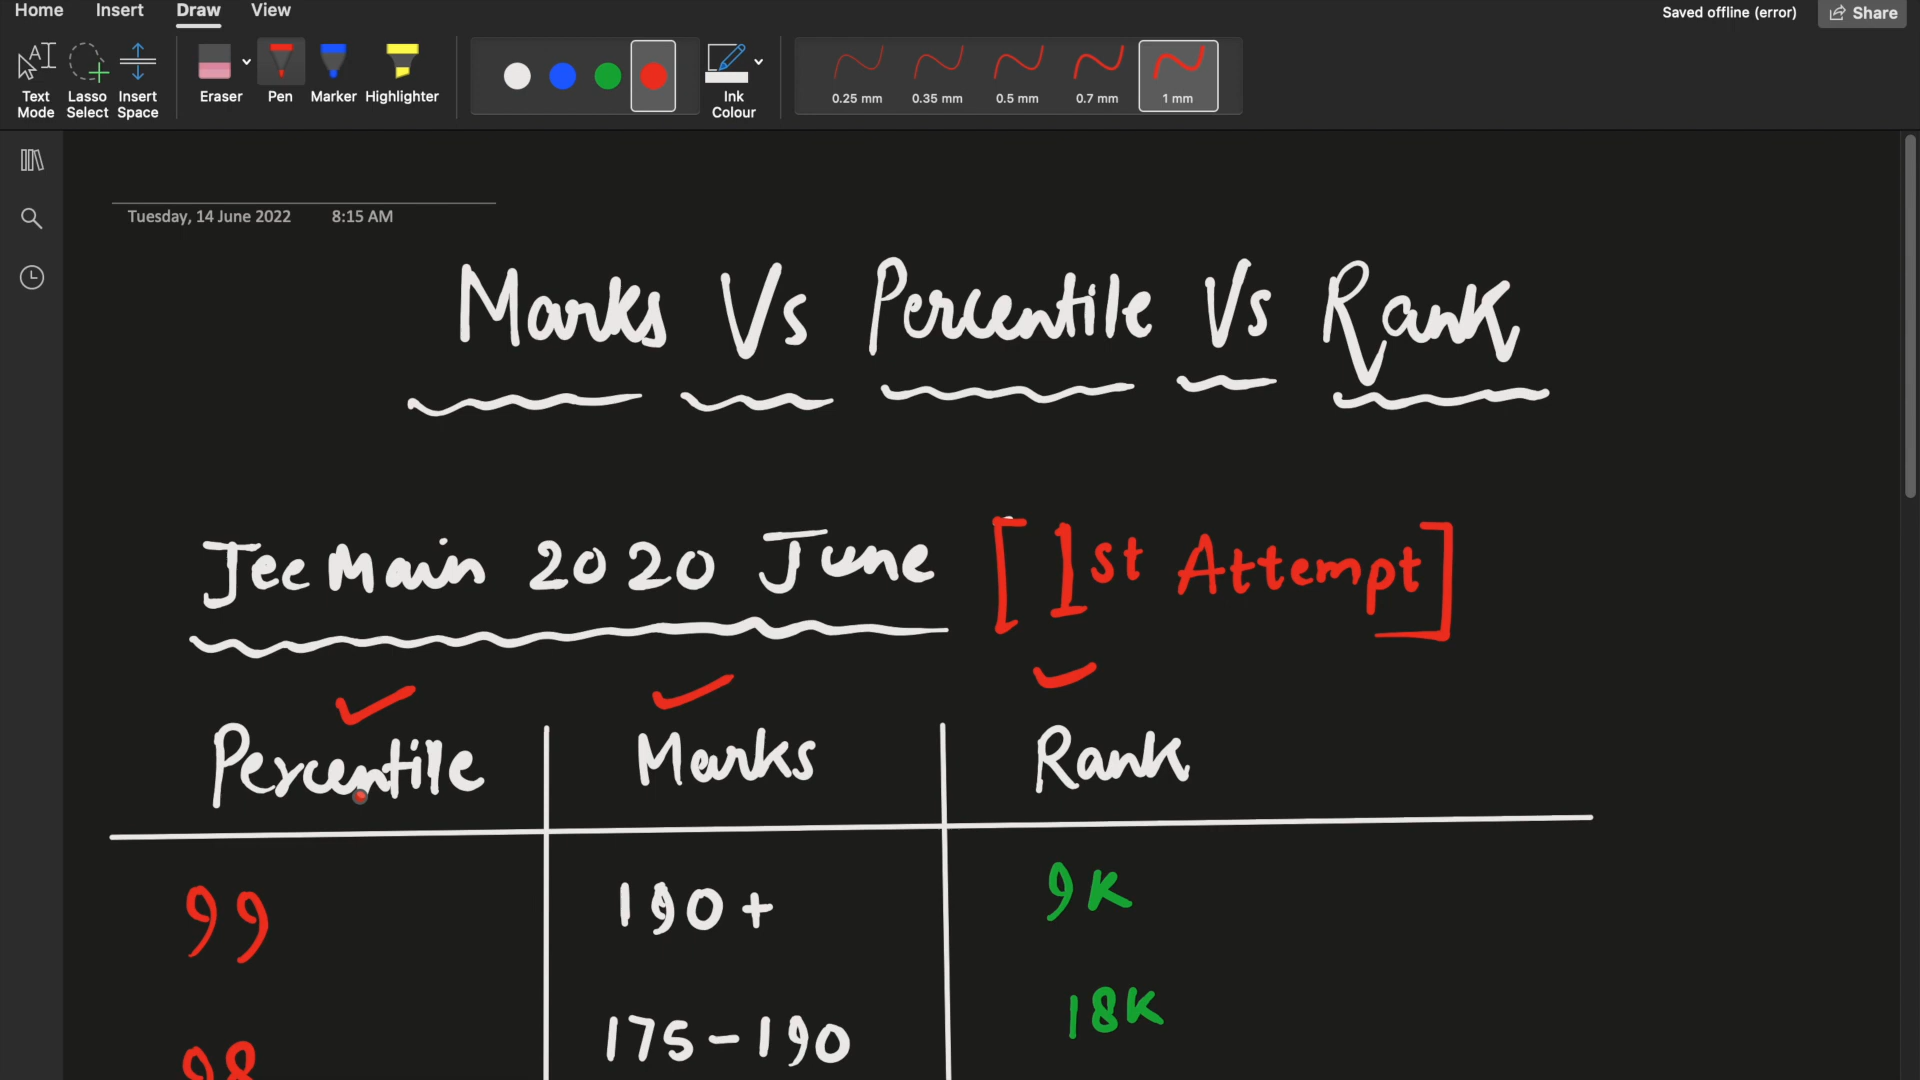 Home Insert Draw View
Saved offline (error) Share
Text Mode
Lasso Select
Insert Space
Eraser
Pen
Marker
Highlighter
Ink Colour
0.25 mm
0.35 mm
0.5 mm
0.7 mm
1 mm
Tuesday, 14 June 2022 8:15 AM
Marks Vs Percentile Vs Rank
Jee Main 2020 June [1st Attempt]
Percentile Marks Rank
99 190+ 9K
98 175-190 18K